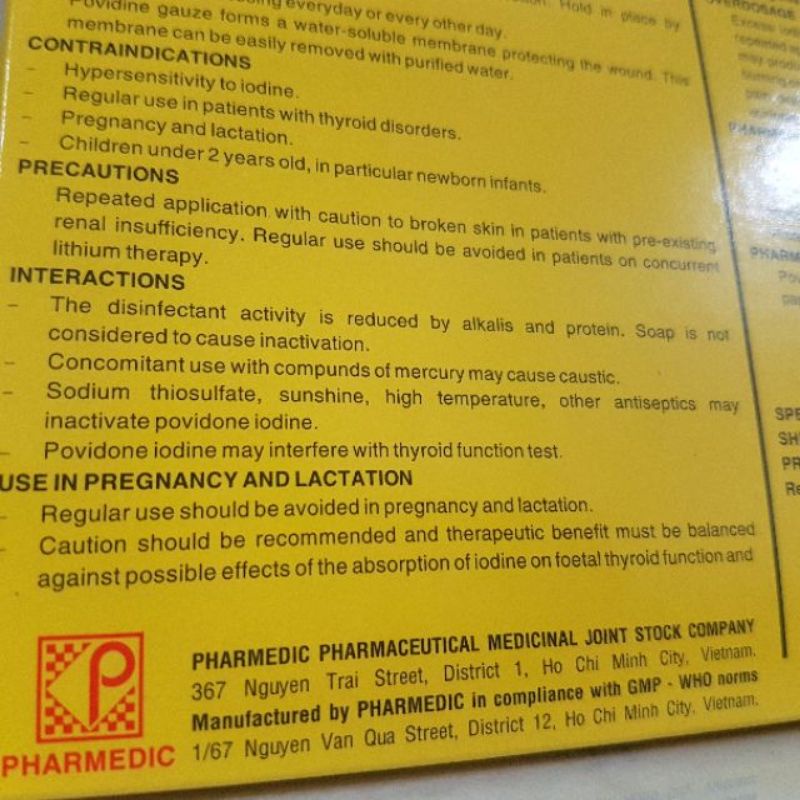 everyday or every other day. Hold in place by
Povidine gauze forms a water-soluble membrane protecting the wound. This
membrane can be easily removed with purified water.
CONTRAINDICATIONS
- Hypersensitivity to iodine.
- Regular use in patients with thyroid disorders.
- Pregnancy and lactation.
- Children under 2 years old, in particular newborn infants.
PRECAUTIONS
Repeated application with caution to broken skin in patients with pre-existing
renal insufficiency. Regular use should be avoided in patients on concurrent
lithium therapy.
INTERACTIONS
- The disinfectant activity is reduced by alkalis and protein. Soap is not
considered to cause inactivation.
- Concomitant use with compunds of mercury may cause caustic.
- Sodium thiosulfate, sunshine, high temperature, other antiseptics may
inactivate povidone iodine.
- Povidone iodine may interfere with thyroid function test.
USE IN PREGNANCY AND LACTATION
- Regular use should be avoided in pregnancy and lactation.
- Caution should be recommended and therapeutic benefit must be balanced
against possible effects of the absorption of iodine on foetal thyroid function and
PHARMEDIC
PHARMEDIC PHARMACEUTICAL MEDICINAL JOINT STOCK COMPANY
367 Nguyen Trai Street, District 1, Ho Chi Minh City, Vietnam.
Manufactured by PHARMEDIC in compliance with GMP - WHO norms
1/67 Nguyen Van Qua Street, District 12, Ho Chi Minh City. Vietnam.
OVERDOSAGE
Excess
SPE
SH
PR
Re